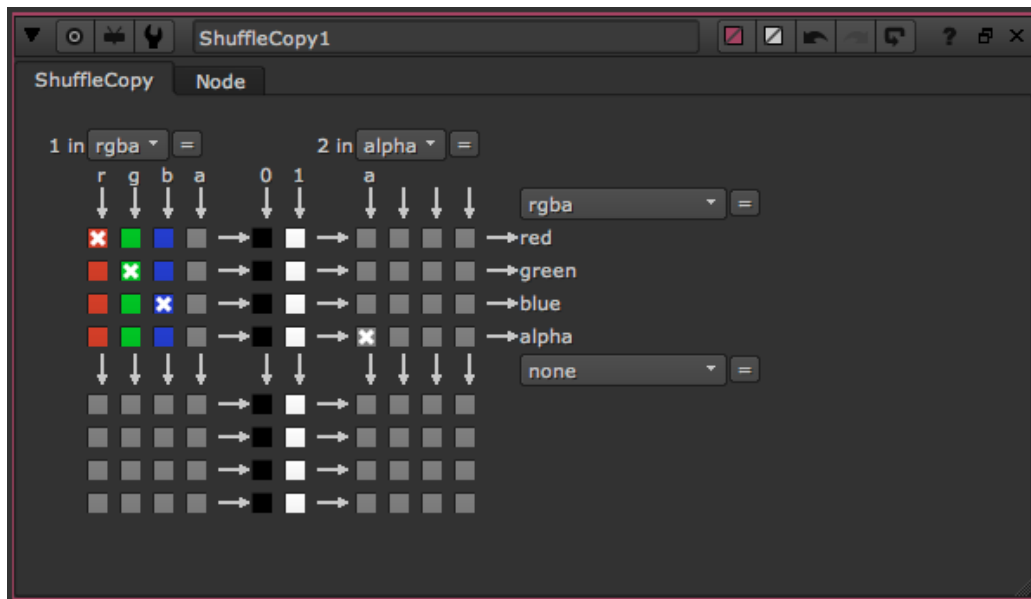 ShuffleCopy1 ?
ShuffleCopy Node
1 in rgba = 2 in alpha =
r g b a 0 1 a
rgba =
red
green
blue
alpha
none =